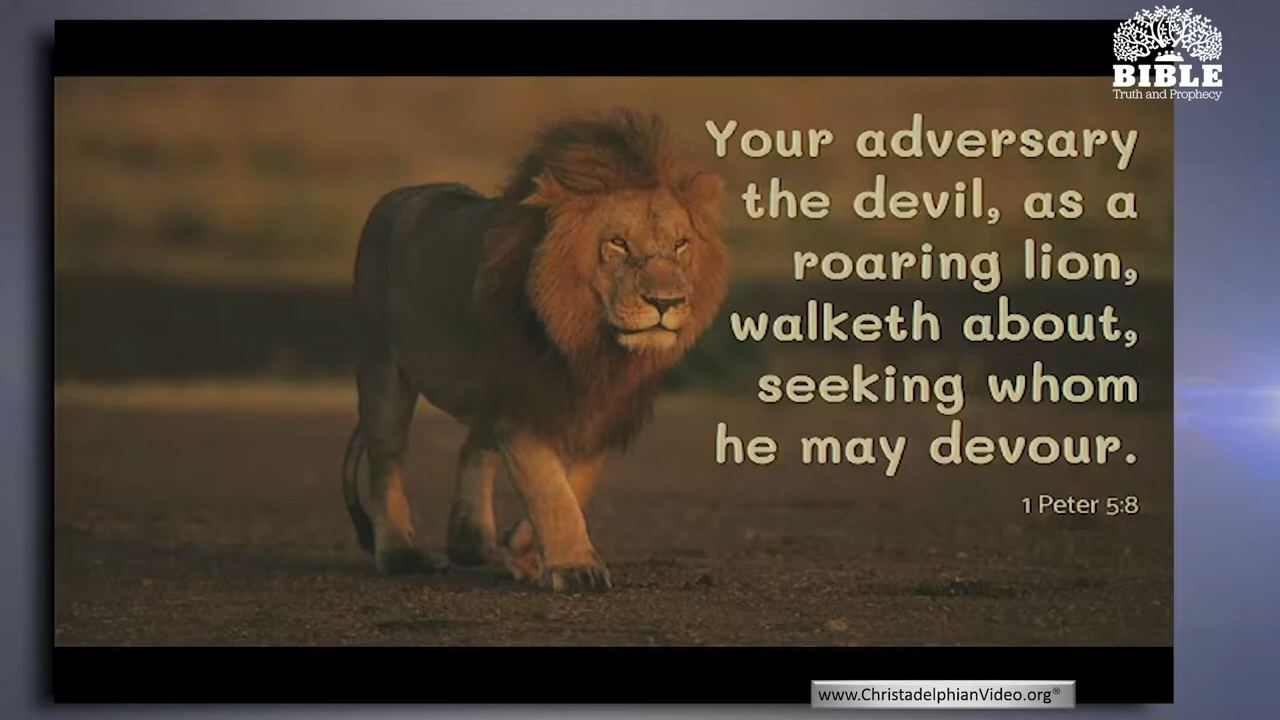 BIBLE
Truth and Prophecy
Your adversary
the devil, as a
roaring lion,
walketh about,
seeking whom
he may devour.
1 Peter 5:8
www.ChristadelphianVideo.org®